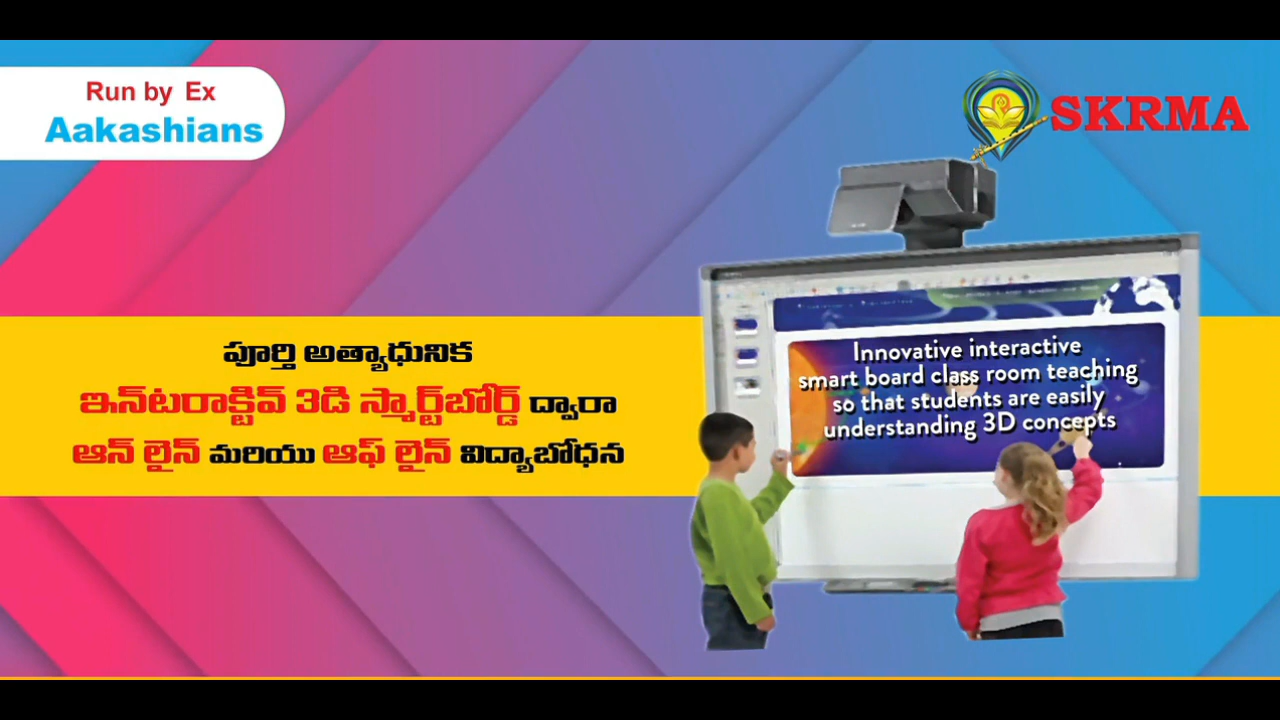 Run by Ex
Aakashians
SKRMA
పూర్తి అత్యాధునిక
ఇన్‌టరాక్టివ్ 3డి స్మార్ట్‌బోర్డ్ ద్వారా
ఆన్ లైన్ మరియు ఆఫ్ లైన్ విద్యాబోధన
Innovative interactive
smart board class room teaching
so that students are easily
understanding 3D concepts